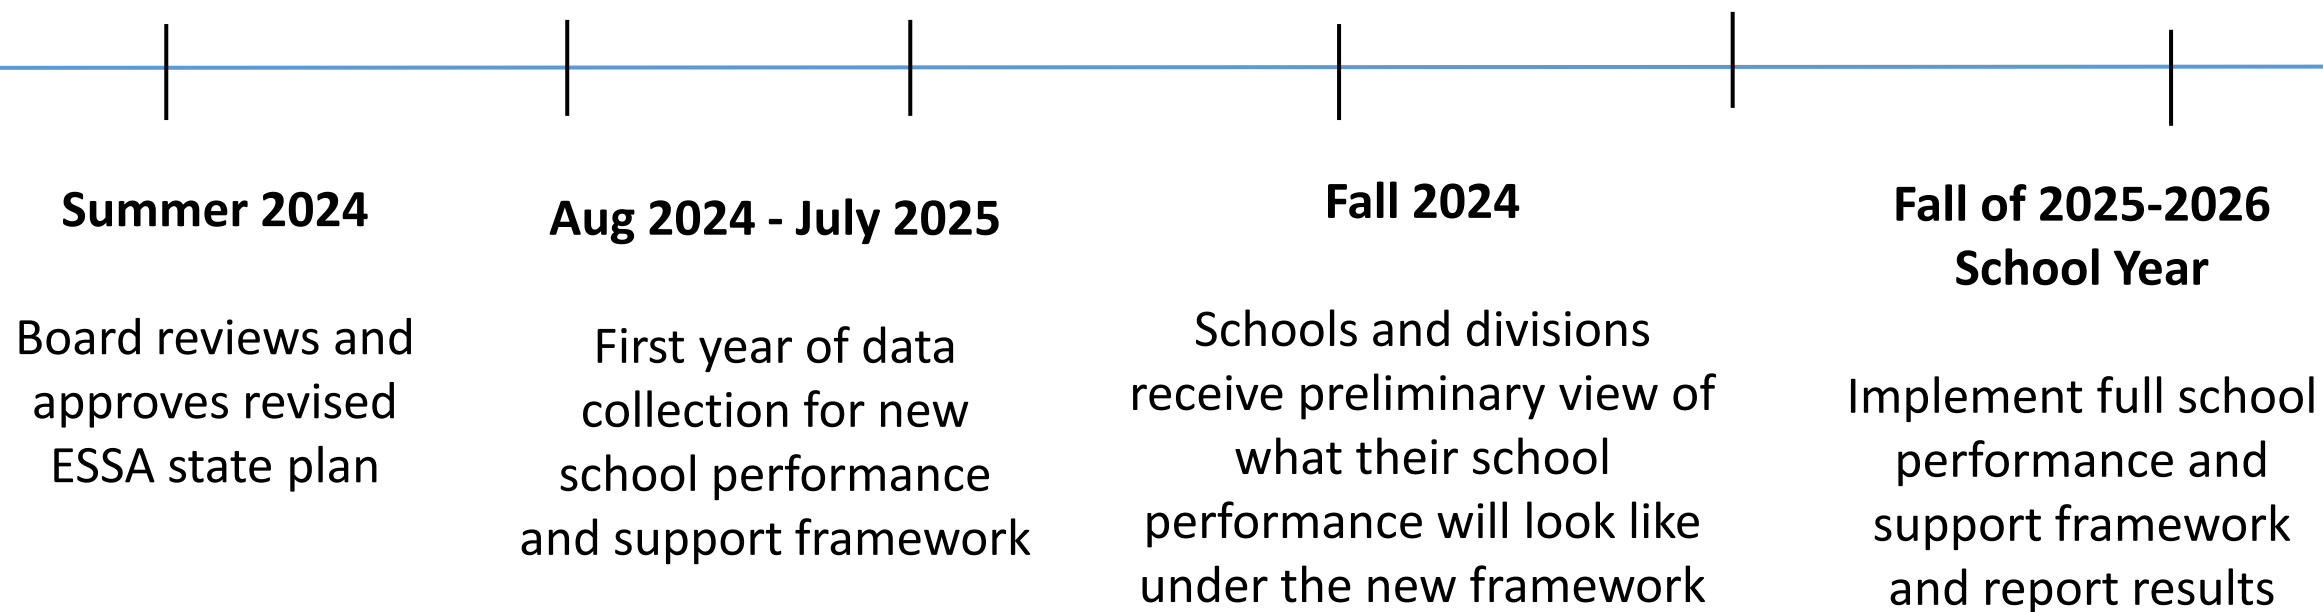 Summer 2024
Board reviews and
approves revised
ESSA state plan
Aug 2024 - July 2025
First year of data
collection for new
school performance
and support framework
Fall 2024
Schools and divisions
receive preliminary view of
what their school
performance will look like
under the new framework
Fall of 2025-2026
School Year
Implement full school
performance and
support framework
and report results